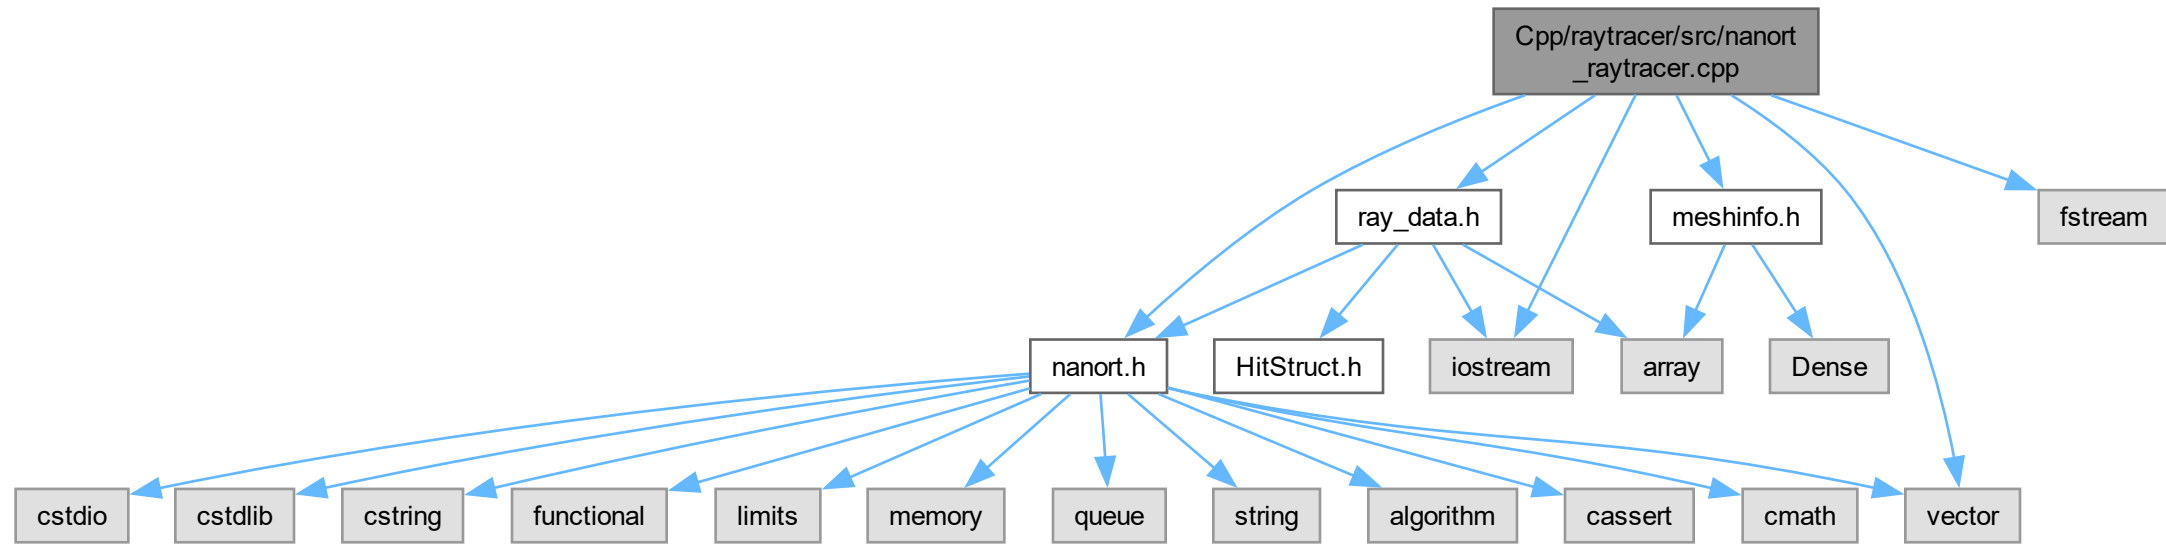 Cpp/raytracer/src/nanort
_raytracer.cpp
ray_data.h
meshinfo.h
fstream
nanort.h
HitStruct.h
iostream
array
Dense
cstdio
cstdlib
cstring
functional
limits
memory
queue
string
algorithm
cassert
cmath
vector